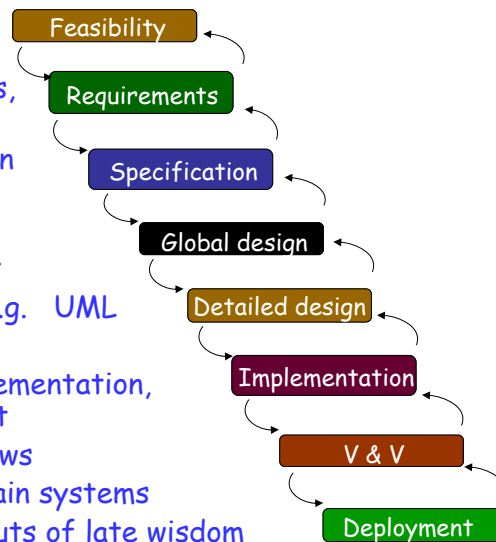 Feasibility
s,
Requirements
n
Specification
Global design
.g. UML
Detailed design
ementation,
Implementation
t
ws
V & V
ain systems
uts of late wisdom
Deployment